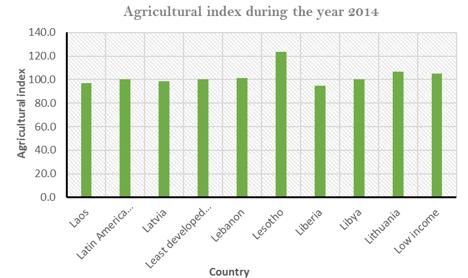 Agricultural index during the year 2014
140.0
120.0
100.0
80.0
60.0
40.0
20.0
0.0
Agricultural index
Laos
Latin America...
Latvia
Least developed...
Lebanon
Lesotho
Liberia
Libya
Lithuania
Low income
Country